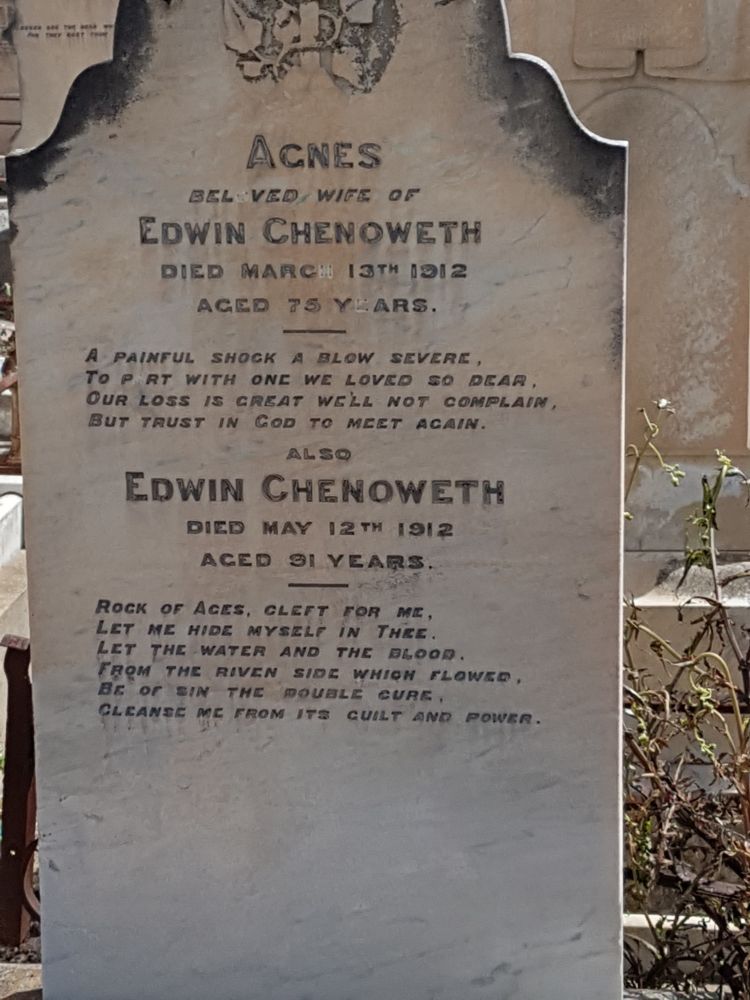 AGNES
BELOVED WIFE OF
EDWIN CHENOWETH
DIED MARCH 13TH 1912
AGED 75 YEARS.
A PAINFUL SHOCK A BLOW SEVERE,
TO PART WITH ONE WE LOVED SO DEAR,
OUR LOSS IS GREAT WE'LL NOT COMPLAIN,
BUT TRUST IN GOD TO MEET AGAIN.
ALSO
EDWIN CHENOWETH
DIED MAY 12TH 1912
AGED 91 YEARS.
ROCK OF AGES, CLEFT FOR ME,
LET ME HIDE MYSELF IN THEE.
LET THE WATER AND THE BLOOD.
FROM THE RIVEN SIDE WHICH FLOWED,
BE OF SIN THE DOUBLE CURE,
CLEANSE ME FROM ITS GUILT AND POWER.